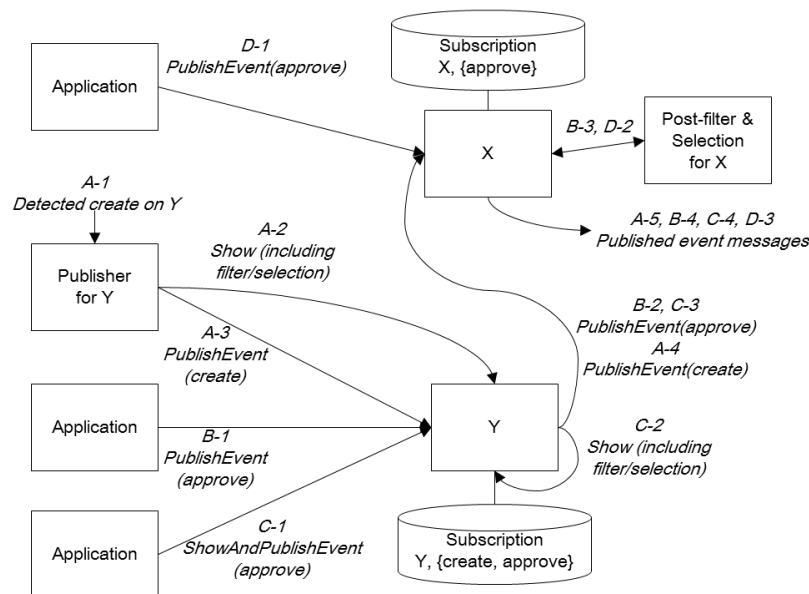 D-1
PublishEvent(approve)
Application
Subscription
X, {approve}
X
B-3, D-2
Post-filter &
Selection
for X
A-1
Detected create on Y
A-5, B-4, C-4, D-3
Published event messages
A-2
Show (including
filter/selection)
Publisher
for Y
A-3
PublishEvent
(create)
B-2, C-3
PublishEvent(approve)
A-4
PublishEvent(create)
Application
B-1
PublishEvent
(approve)
Y
C-2
Show (including
filter/selection)
Application
C-1
ShowAndPublishEvent
(approve)
Subscription
Y, {create, approve}